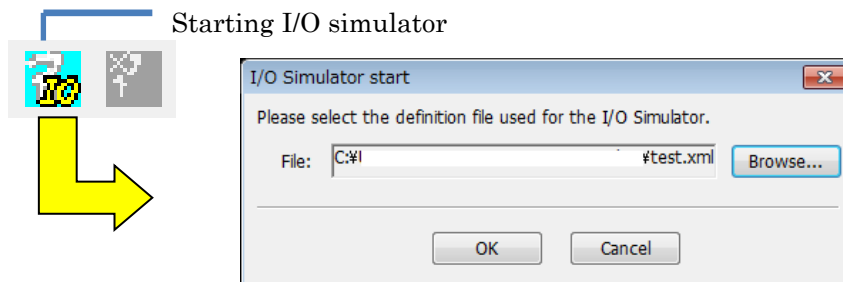 Starting I/O simulator
I/O
I/O Simulator start
Please select the definition file used for the I/O Simulator.
File: C:¥ ¥test.xml Browse...
OK Cancel